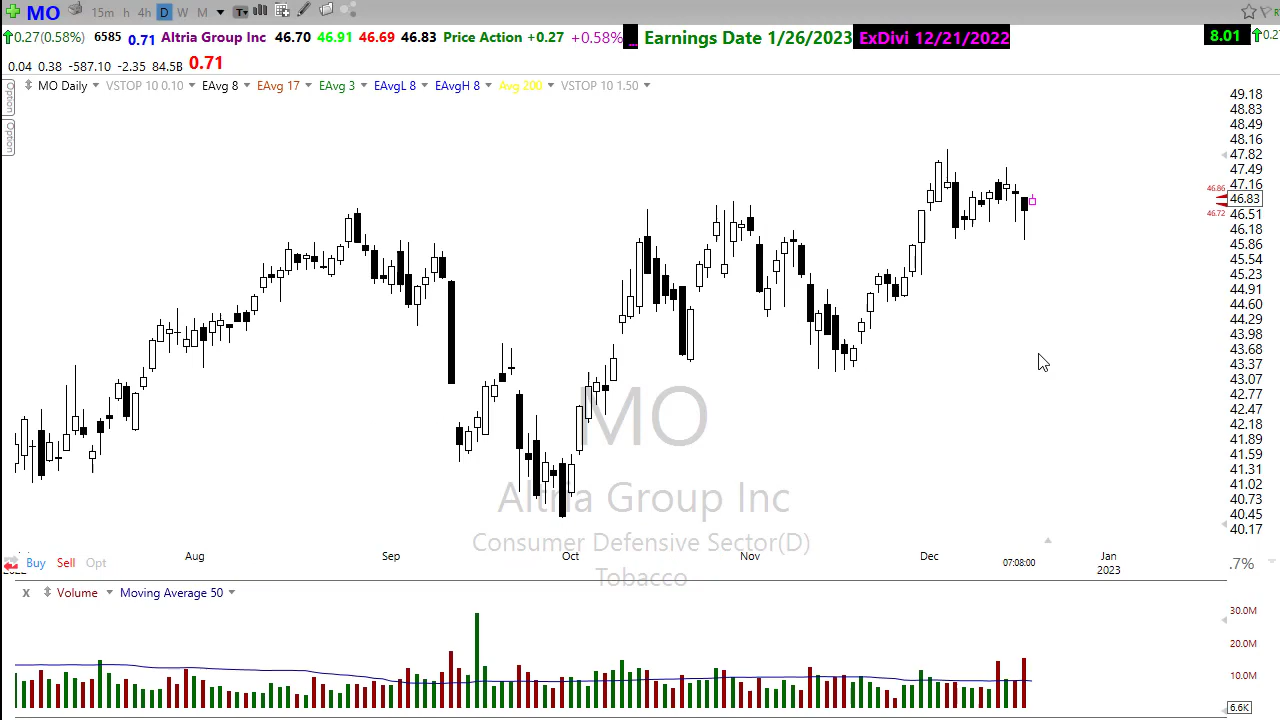 MO 15m h 4h D W M T
0.27(0.58%) 6585 0.71 Altria Group Inc 46.70 46.91 46.69 46.83 Price Action +0.27 +0.58% Earnings Date 1/26/2023 ExDivi 12/21/2022 8.01
0.04 0.38 -587.10 -2.35 84.5B 0.71
MO Daily VSTOP 10 0.10 EAvg 8 EAvg 17 EAvg 3 EAvgL 8 EAvgH 8 Avg 200 VSTOP 10 1.50
Option
Option
49.18
48.83
48.49
48.16
47.82
47.49
47.16
46.86
46.83
46.72
46.51
46.18
45.86
45.54
45.23
44.91
44.60
44.29
43.98
43.68
43.37
43.07
42.77
42.47
42.18
41.89
41.59
41.31
41.02
40.73
40.45
40.17
MO
Altria Group Inc
Consumer Defensive Sector(D)
Tobacco
Aug Sep Oct Nov Dec Jan
2023
07:08:00
Buy Sell Opt
.7%
x Volume Moving Average 50
30.0M
20.0M
10.0M
6.6K